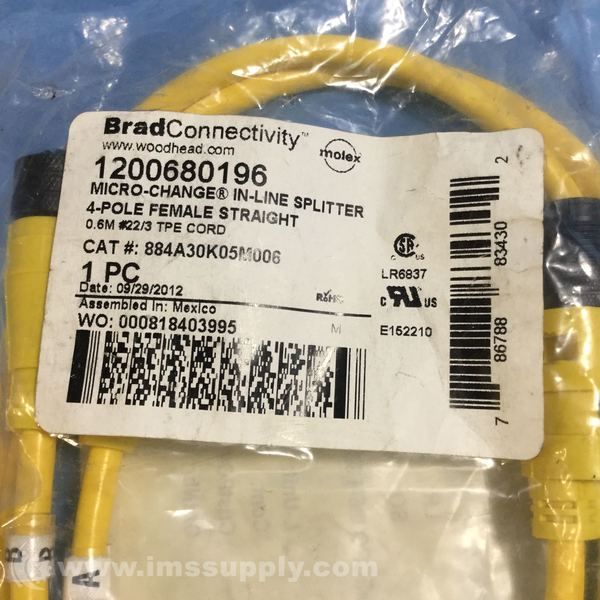 BradConnectivity™
www.woodhead.com
molex
1200680196
MICRO-CHANGE® IN-LINE SPLITTER
4-POLE FEMALE STRAIGHT
0.6M #22/3 TPE CORD
CAT #: 884A30K05M006
1 PC
Date: 09/29/2012
Assembled in: Mexico
WO: 000818403995
RoHS
M
LR6837
C UL US
E152210
7 86788 83430 2
B
B
A
www.imssupply.com